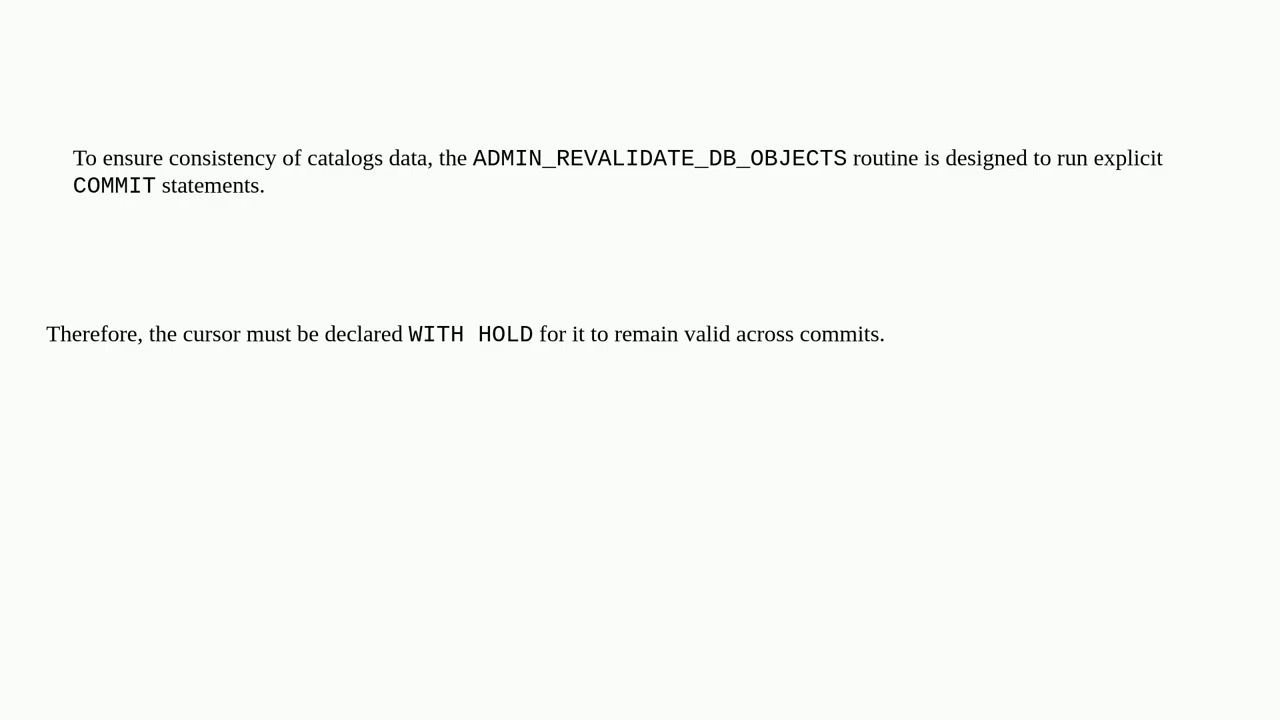 To ensure consistency of catalogs data, the ADMIN_REVALIDATE_DB_OBJECTS routine is designed to run explicit
COMMIT statements.
Therefore, the cursor must be declared WITH HOLD for it to remain valid across commits.